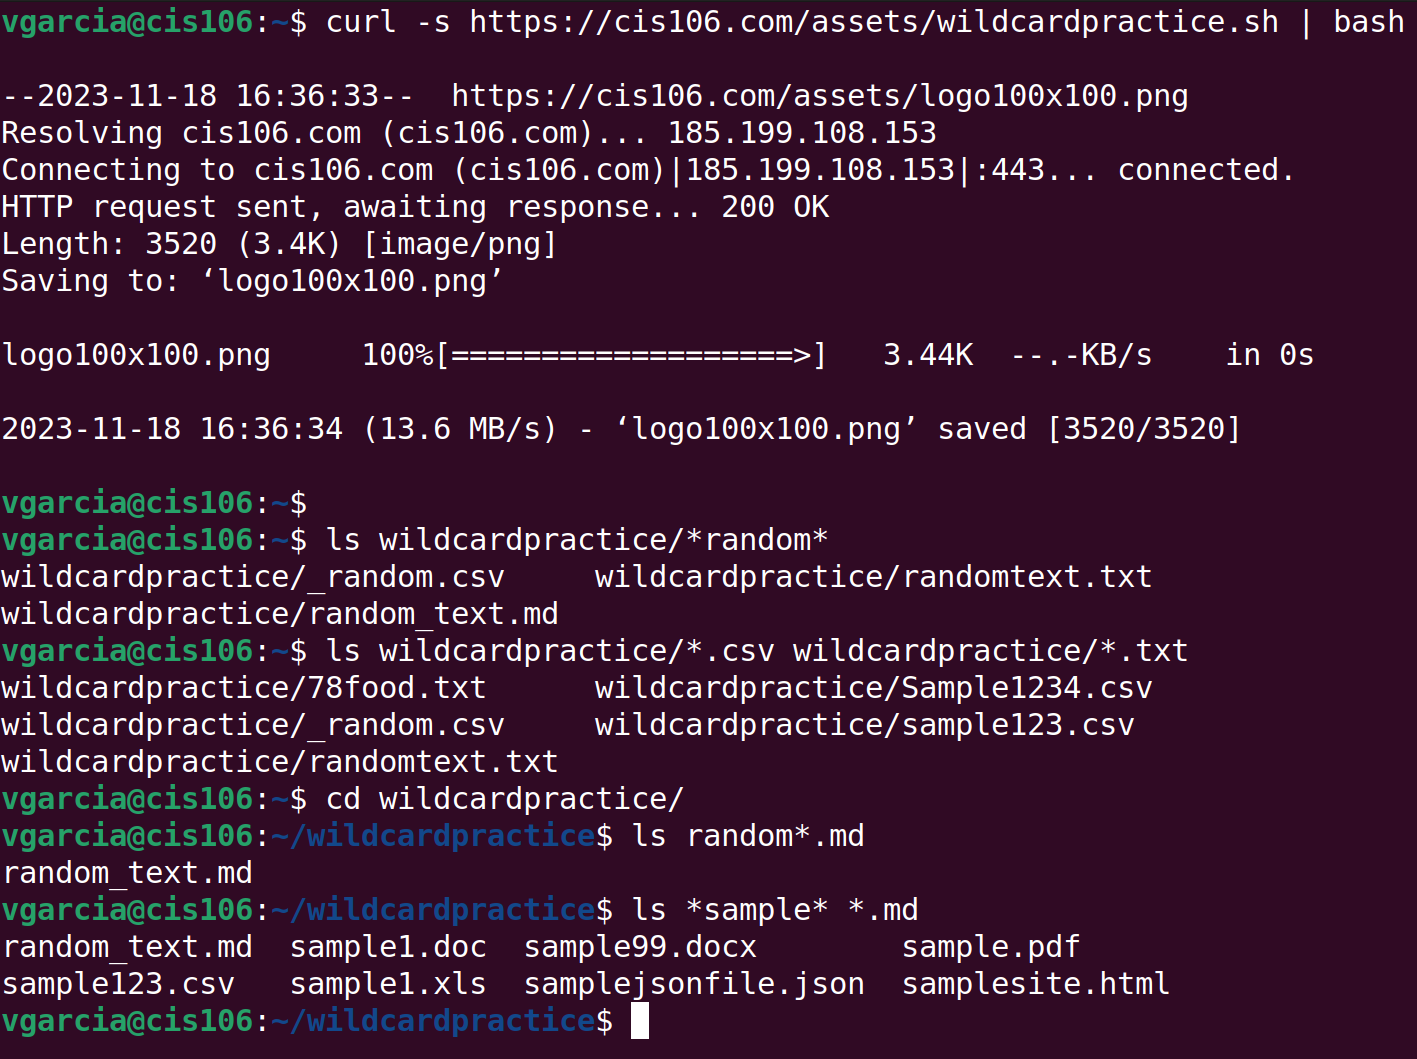 vgarcia@cis106:~$ curl -s https://cis106.com/assets/wildcardpractice.sh | bash
--2023-11-18 16:36:33--  https://cis106.com/assets/logo100x100.png
Resolving cis106.com (cis106.com)... 185.199.108.153
Connecting to cis106.com (cis106.com)|185.199.108.153|:443... connected.
HTTP request sent, awaiting response... 200 OK
Length: 3520 (3.4K) [image/png]
Saving to: ‘logo100x100.png’
logo100x100.png     100%[===================>]   3.44K  --.-KB/s    in 0s
2023-11-18 16:36:34 (13.6 MB/s) - ‘logo100x100.png’ saved [3520/3520]
vgarcia@cis106:~$
vgarcia@cis106:~$ ls wildcardpractice/*random*
wildcardpractice/_random.csv     wildcardpractice/randomtext.txt
wildcardpractice/random_text.md
vgarcia@cis106:~$ ls wildcardpractice/*.csv wildcardpractice/*.txt
wildcardpractice/78food.txt      wildcardpractice/Sample1234.csv
wildcardpractice/_random.csv     wildcardpractice/sample123.csv
wildcardpractice/randomtext.txt
vgarcia@cis106:~$ cd wildcardpractice/
vgarcia@cis106:~/wildcardpractice$ ls random*.md
random_text.md
vgarcia@cis106:~/wildcardpractice$ ls *sample* *.md
random_text.md  sample1.doc  sample99.docx        sample.pdf
sample123.csv   sample1.xls  samplejsonfile.json  samplesite.html
vgarcia@cis106:~/wildcardpractice$